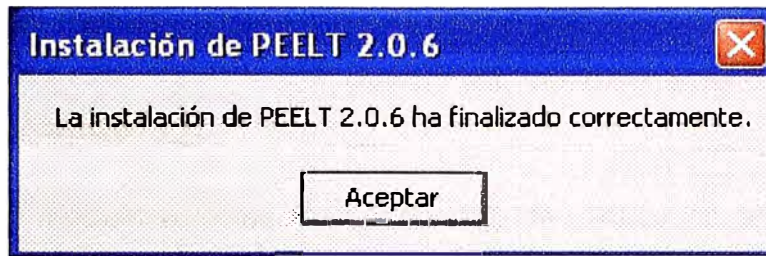 Instalación de PEELT 2.0.6
La instalación de PEELT 2.0.6 ha finalizado correctamente.
Aceptar